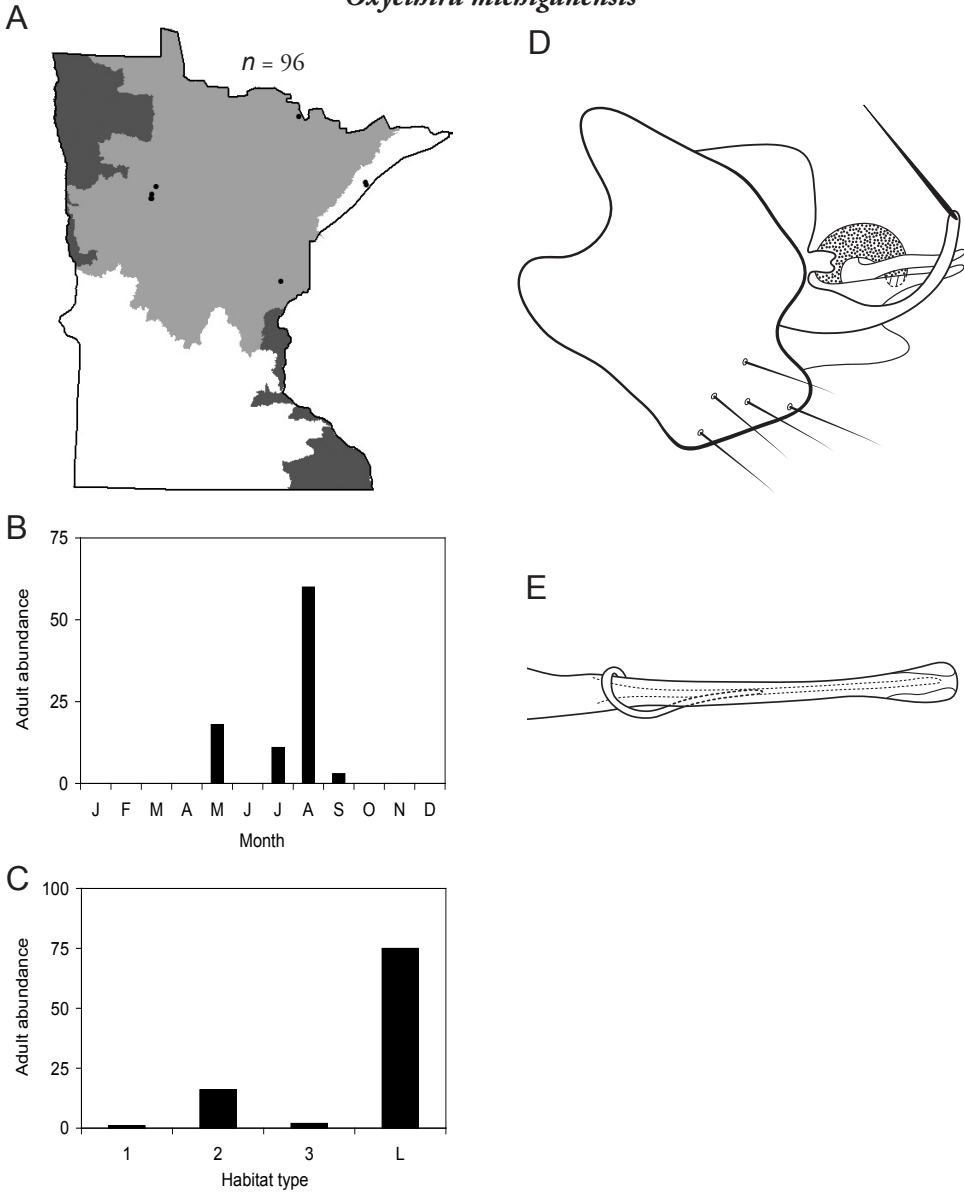 Oxyethira michiganensis
A
n = 96
D
B
Adult abundance
75
50
25
0
J F M A M J J A S O N D
Month
E
C
Adult abundance
100
75
50
25
0
1 2 3 L
Habitat type